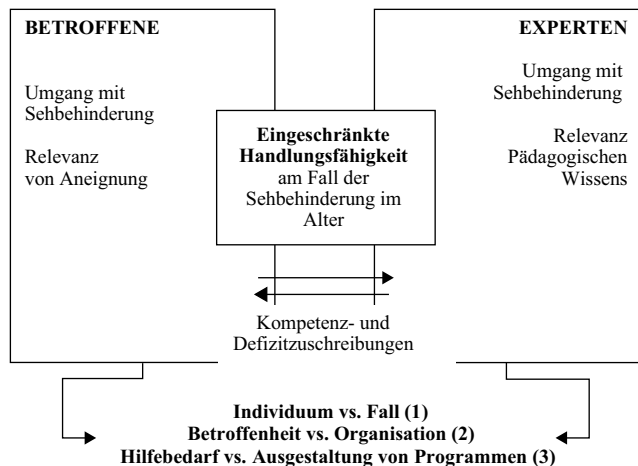 BETROFFENE
Umgang mit
Sehbehinderung
Relevanz
von Aneignung
EXPERTEN
Umgang mit
Sehbehinderung
Relevanz
Pädagogischen
Wissens
Eingeschränkte
Handlungsfähigkeit
am Fall der
Sehbehinderung im
Alter
Kompetenz- und
Defizitzuschreibungen
Individuum vs. Fall (1)
Betroffenheit vs. Organisation (2)
Hilfebedarf vs. Ausgestaltung von Programmen (3)